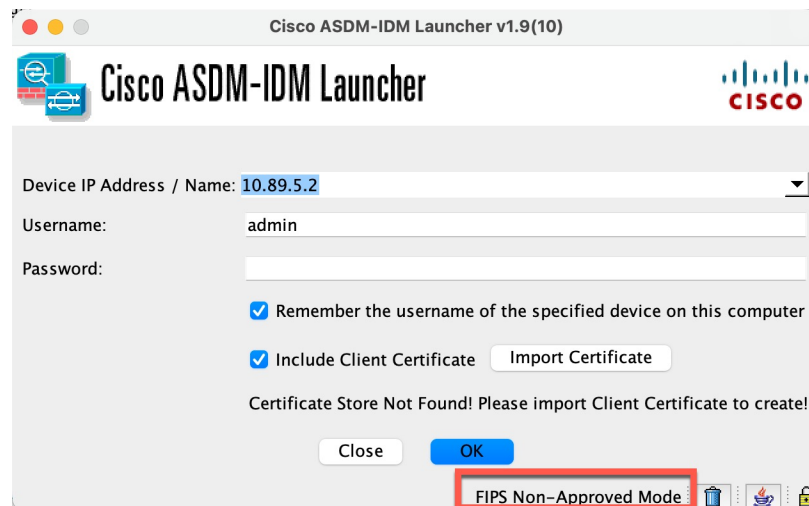 Cisco ASDM-IDM Launcher v1.9(10)
Cisco ASDM-IDM Launcher
CISCO
Device IP Address / Name: 10.89.5.2
Username: admin
Password:
Remember the username of the specified device on this computer
Include Client Certificate Import Certificate
Certificate Store Not Found! Please import Client Certificate to create!
Close OK
FIPS Non-Approved Mode